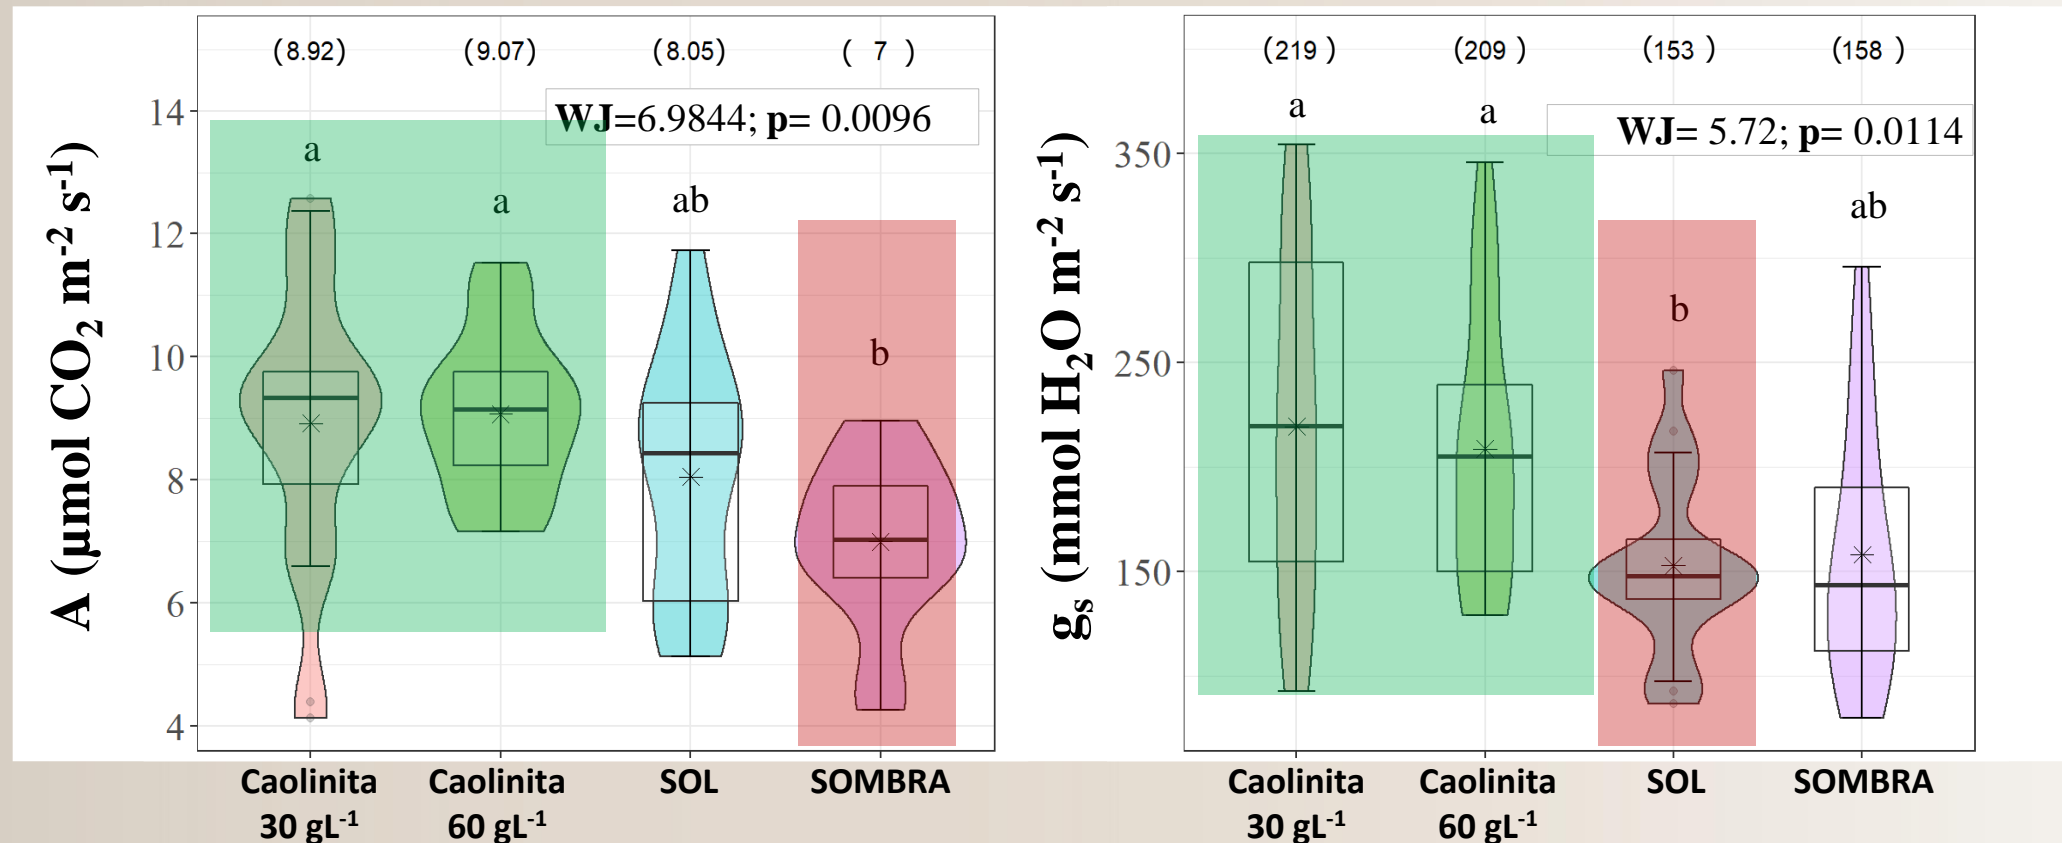 (8.92) (9.07) (8.05) ( 7 )
WJ=6.9844; p= 0.0096
a a ab b
14
12
10
8
6
4
A (µmol CO₂ m⁻² s⁻¹)
Caolinita 30 gL⁻¹
Caolinita 60 gL⁻¹
SOL
SOMBRA
(219 ) (209 ) (153 ) (158 )
WJ= 5.72; p= 0.0114
a a b ab
350
250
150
gₛ (mmol H₂O m⁻² s⁻¹)
Caolinita 30 gL⁻¹
Caolinita 60 gL⁻¹
SOL
SOMBRA